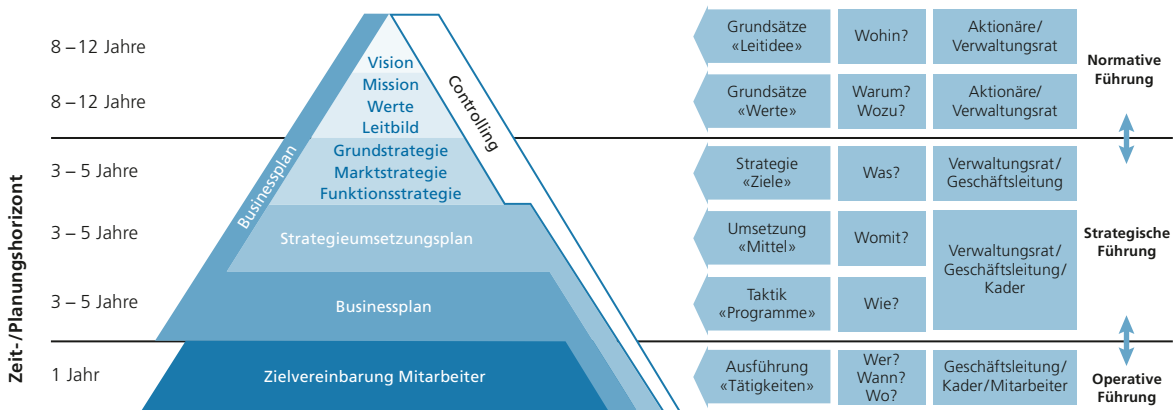 Zeit-/Planungshorizont
8 – 12 Jahre
8 – 12 Jahre
3 – 5 Jahre
3 – 5 Jahre
3 – 5 Jahre
1 Jahr
Businessplan
Controlling
Vision
Mission
Werte
Leitbild
Grundstrategie
Marktstrategie
Funktionsstrategie
Strategieumsetzungsplan
Businessplan
Zielvereinbarung Mitarbeiter
Grundsätze
«Leitidee»
Wohin?
Aktionäre/
Verwaltungsrat
Grundsätze
«Werte»
Warum?
Wozu?
Aktionäre/
Verwaltungsrat
Strategie
«Ziele»
Was?
Verwaltungsrat/
Geschäftsleitung
Umsetzung
«Mittel»
Womit?
Verwaltungsrat/
Geschäftsleitung/
Kader
Taktik
«Programme»
Wie?
Ausführung
«Tätigkeiten»
Wer?
Wann?
Wo?
Geschäftsleitung/
Kader/Mitarbeiter
Normative
Führung
Strategische
Führung
Operative
Führung